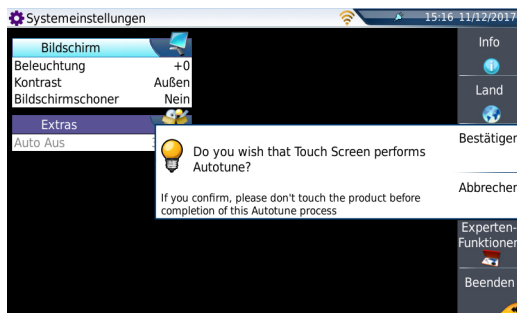 Systemeinstellungen
15:16 11/12/2017
Bildschirm
Beleuchtung +0
Kontrast Außen
Bildschirmschoner Nein
Extras
Auto Aus
Do you wish that Touch Screen performs
Autotune?
If you confirm, please don't touch the product before
completion of this Autotune process
Info
Land
Bestätigen
Abbrechen
Experten-
Funktionen
Beenden